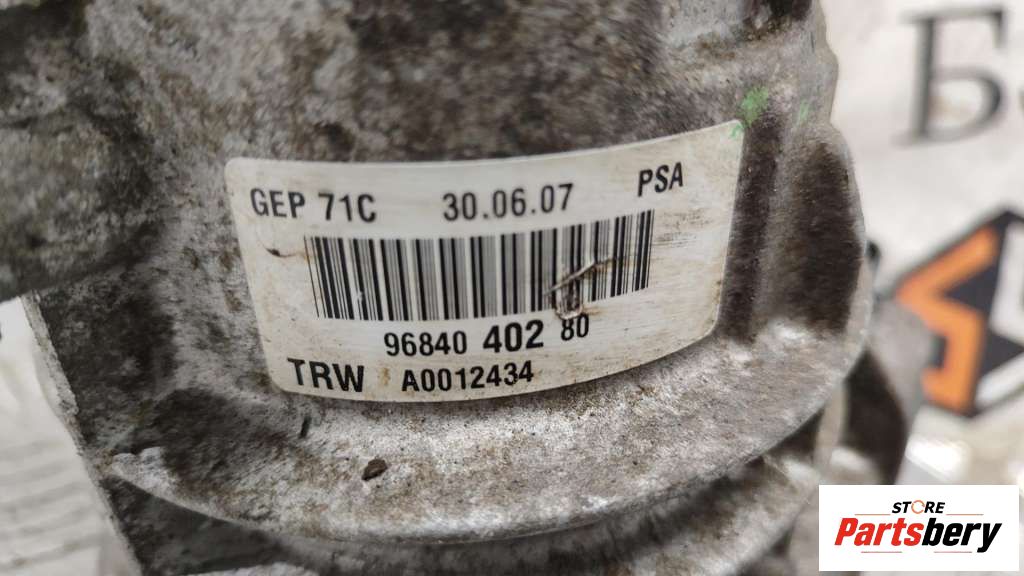 GEP 71C 30.06.07 PSA
96840 402 80
TRW A0012434
STORE
Partsbery